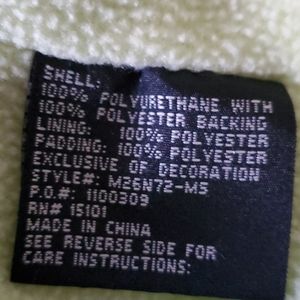 SHELL:
100% POLYURETHANE WITH
100% POLYESTER BACKING
LINING: 100% POLYESTER
PADDING: 100% POLYESTER
EXCLUSIVE OF DECORATION
STYLE#: M26N72-MS
P.O.#: 1100309
RN# 15101
MADE IN CHINA
SEE REVERSE SIDE FOR
CARE INSTRUCTIONS: